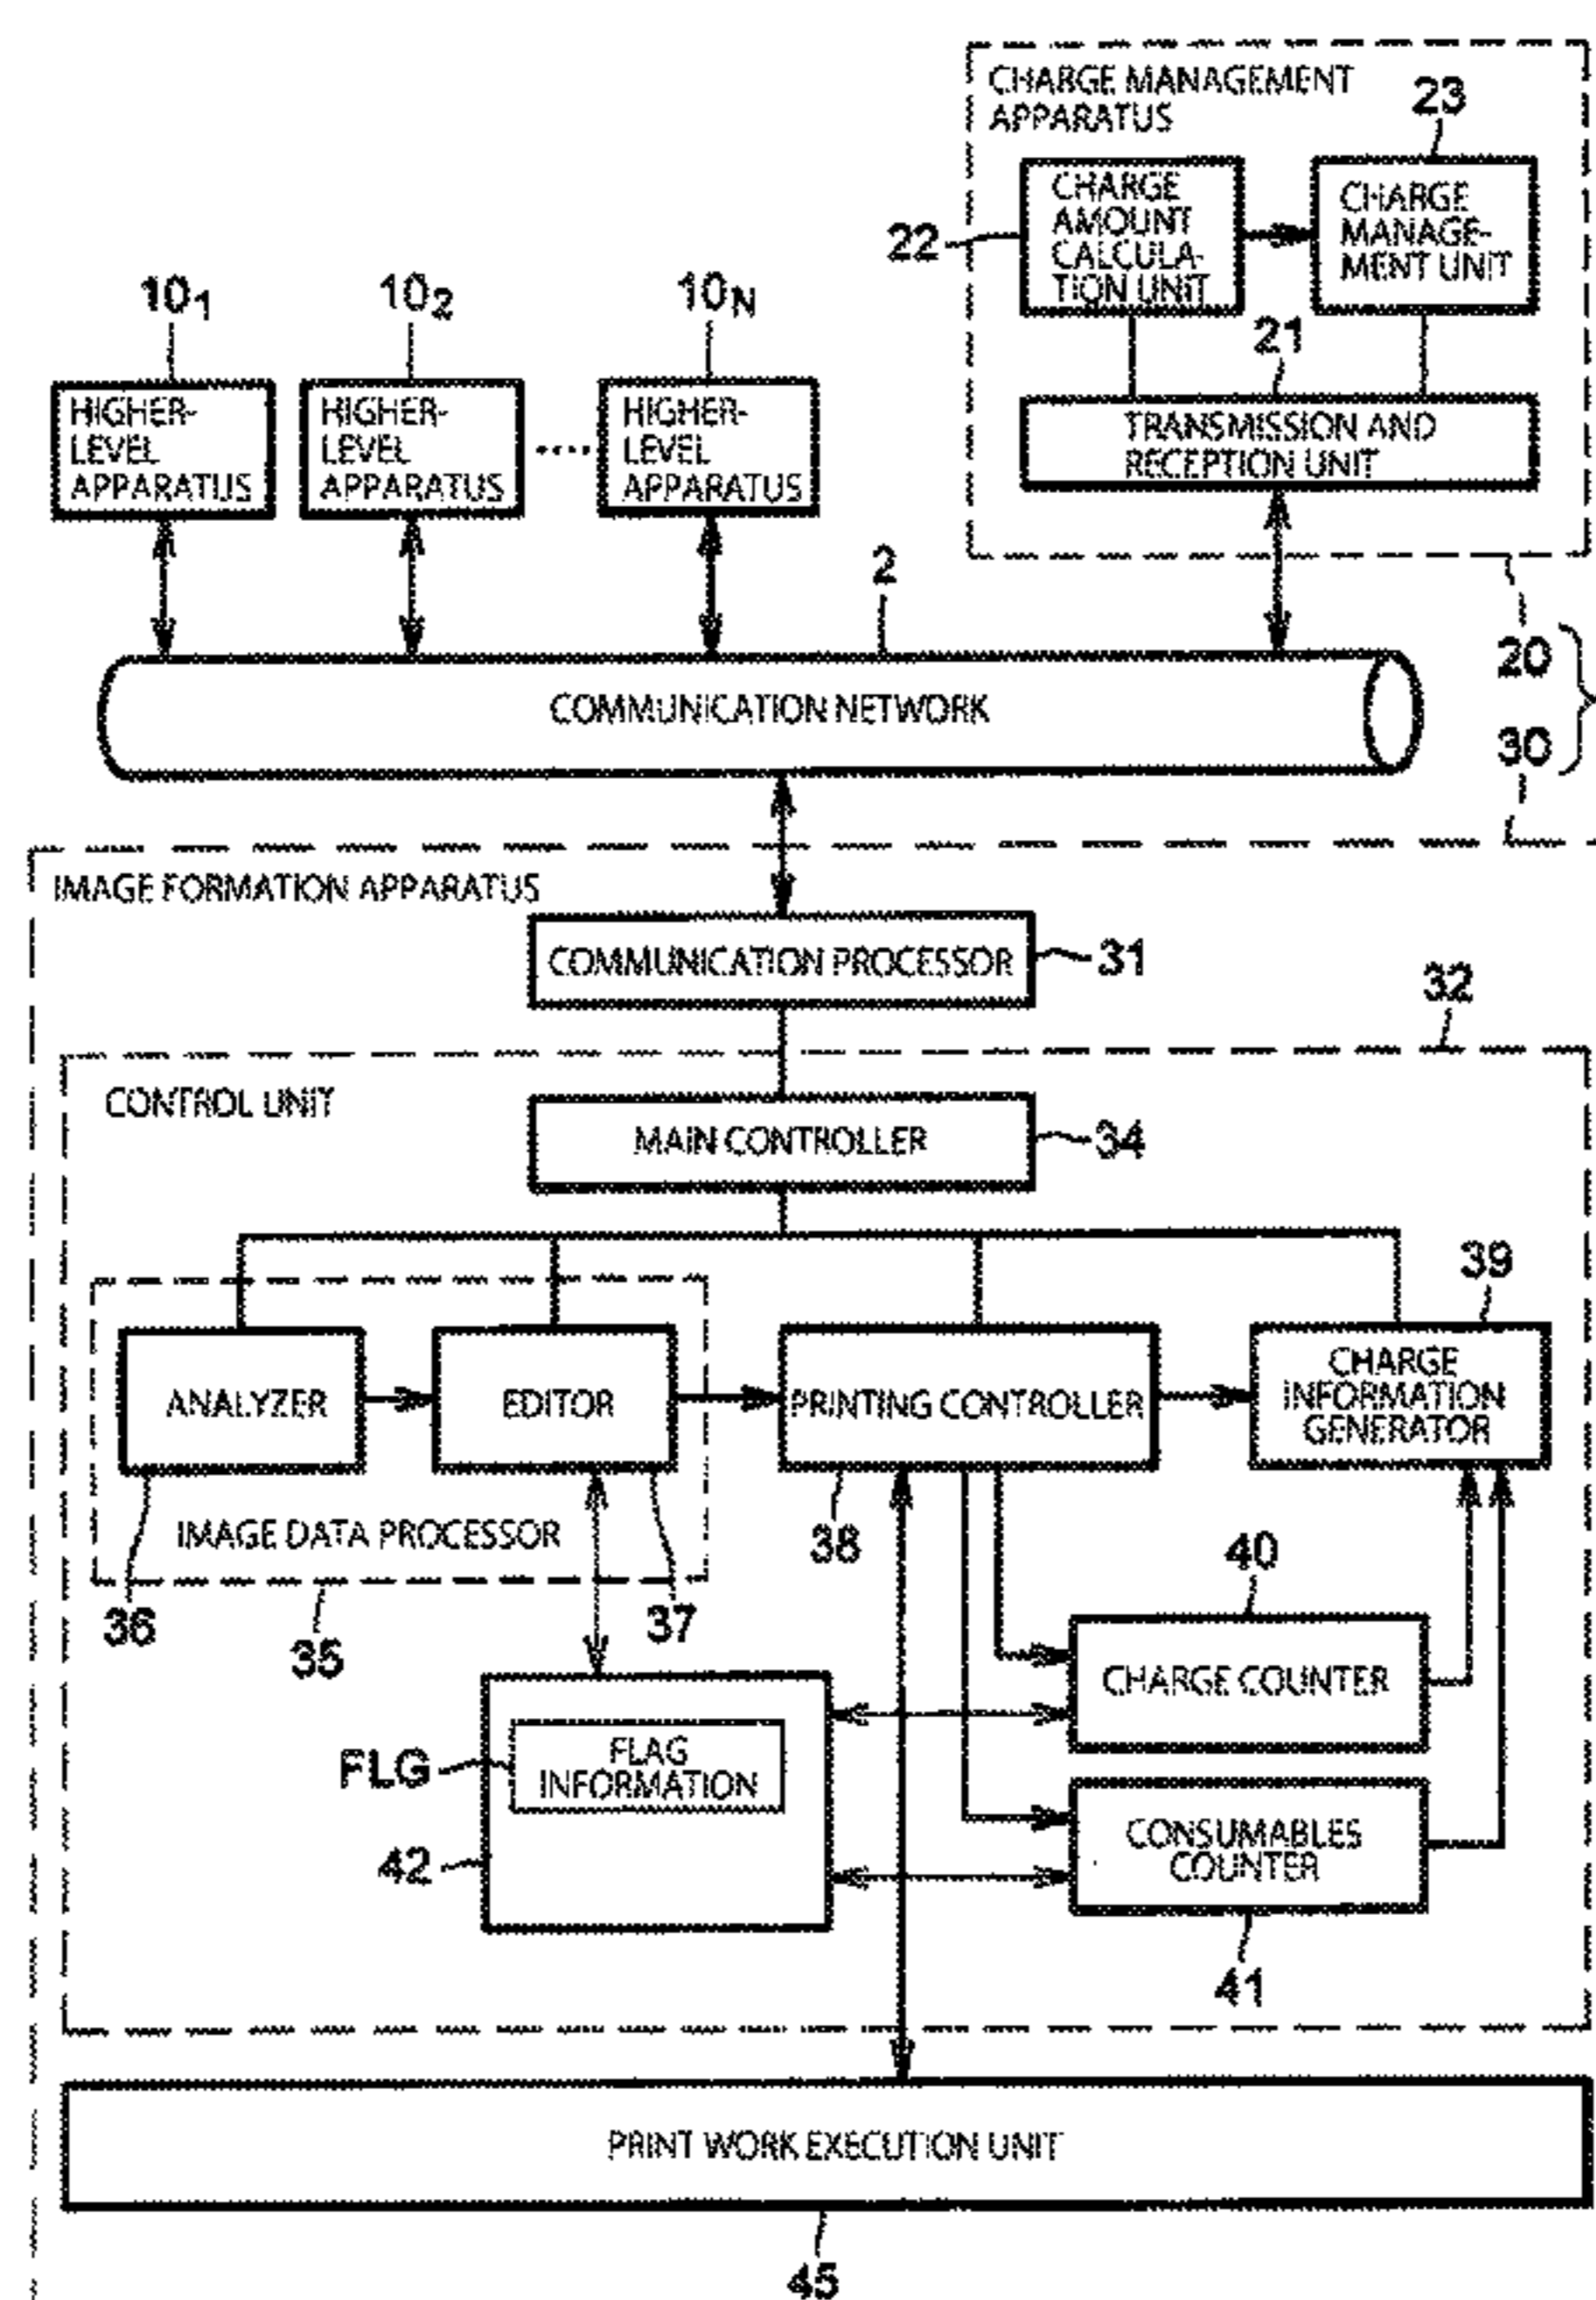 CHARGE MANAGEMENT
APPARATUS
23
CHARGE
AMOUNT
CALCULA-
TION UNIT
CHARGE
MANAGE-
MENT UNIT
22
21
TRANSMISSION AND
RECEPTION UNIT
10₁
10₂
10N
HIGHER-
LEVEL
APPARATUS
HIGHER-
LEVEL
APPARATUS
....
HIGHER-
LEVEL
APPARATUS
2
20
COMMUNICATION NETWORK
30
IMAGE FORMATION APPARATUS
COMMUNICATION PROCESSOR
31
32
CONTROL UNIT
MAIN CONTROLLER
34
39
ANALYZER
EDITOR
PRINTING CONTROLLER
CHARGE
INFORMATION
GENERATOR
IMAGE DATA PROCESSOR
38
40
36
35
37
CHARGE COUNTER
FLG
FLAG
INFORMATION
42
CONSUMABLES
COUNTER
41
PRINT WORK EXECUTION UNIT
45